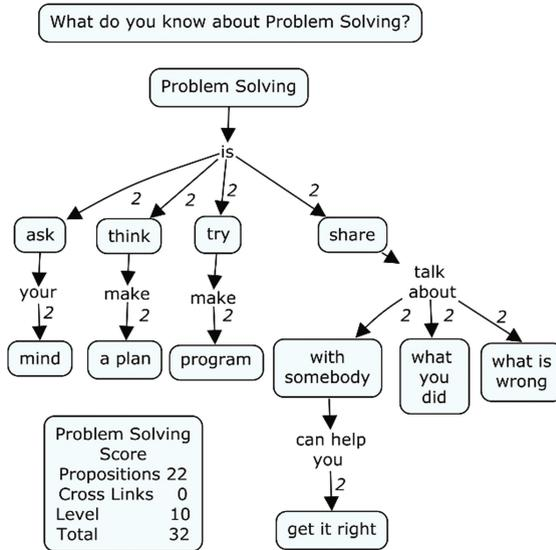 What do you know about Problem Solving?
Problem Solving
is
2 2 2 2
ask think try share
your make make
2 2 2
talk
about
2 2 2
mind a plan program
with
somebody
what
you
did
what is
wrong
can help
you
2
get it right
Problem Solving
Score
Propositions 22
Cross Links 0
Level 10
Total 32